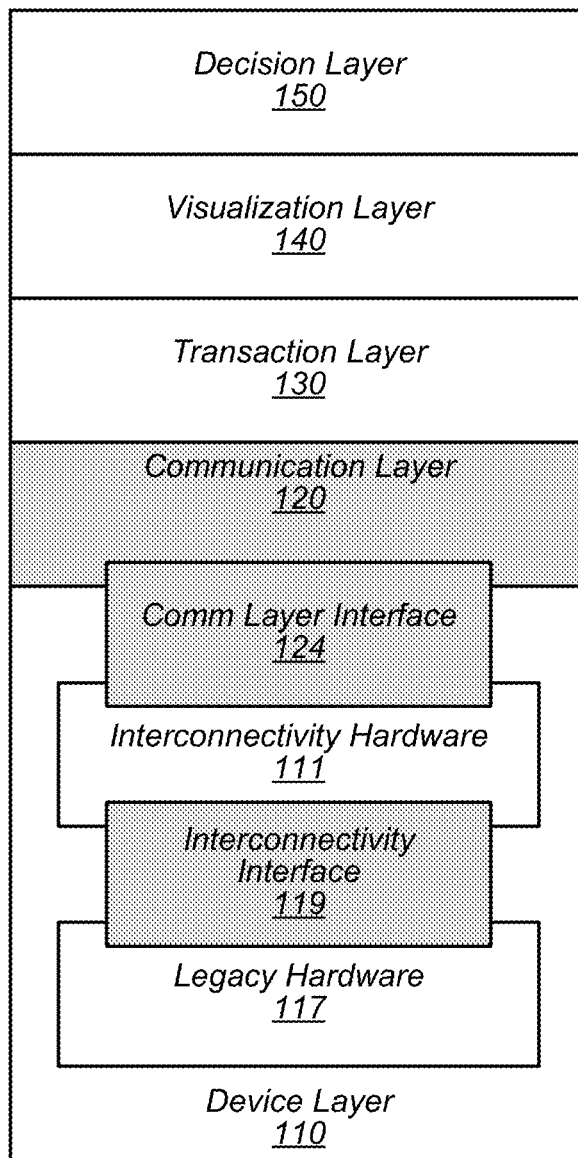 Decision Layer
150
Visualization Layer
140
Transaction Layer
130
Communication Layer
120
Comm Layer Interface
124
Interconnectivity Hardware
111
Interconnectivity
Interface
119
Legacy Hardware
117
Device Layer
110